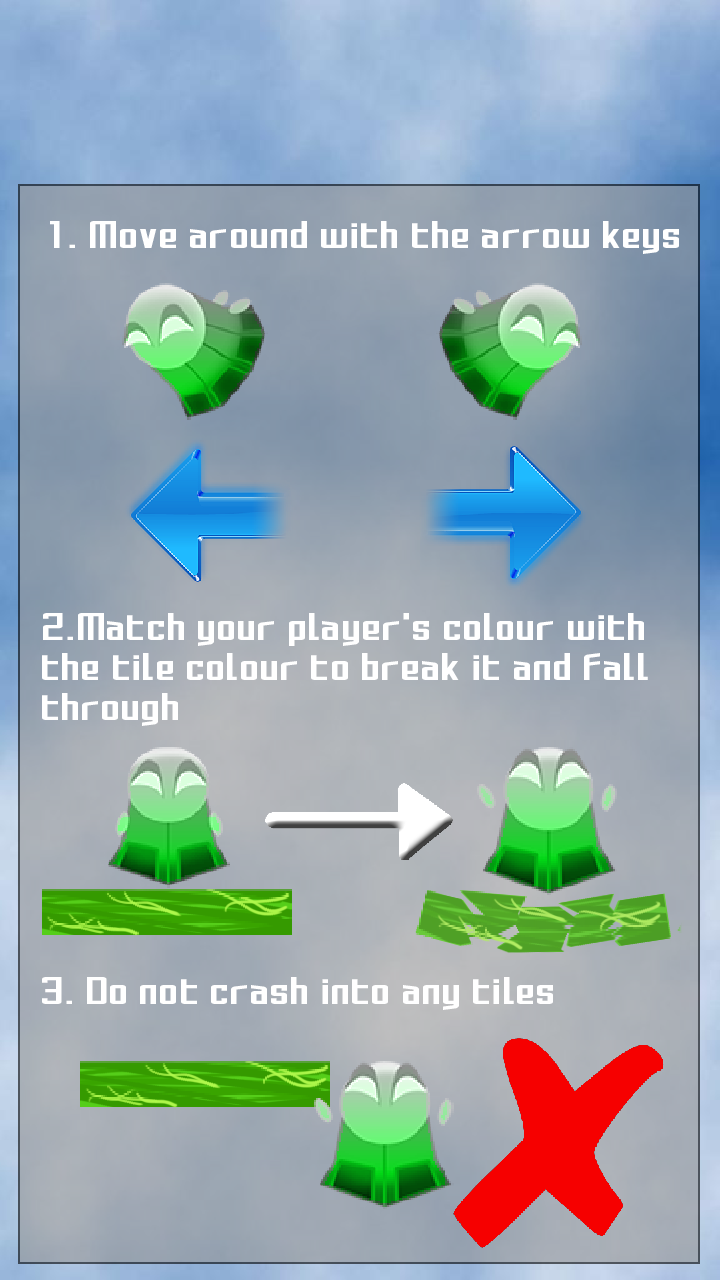 1. Move around with the arrow keys
2.Match your player's colour with
the tile colour to break it and fall
through
3. Do not crash into any tiles